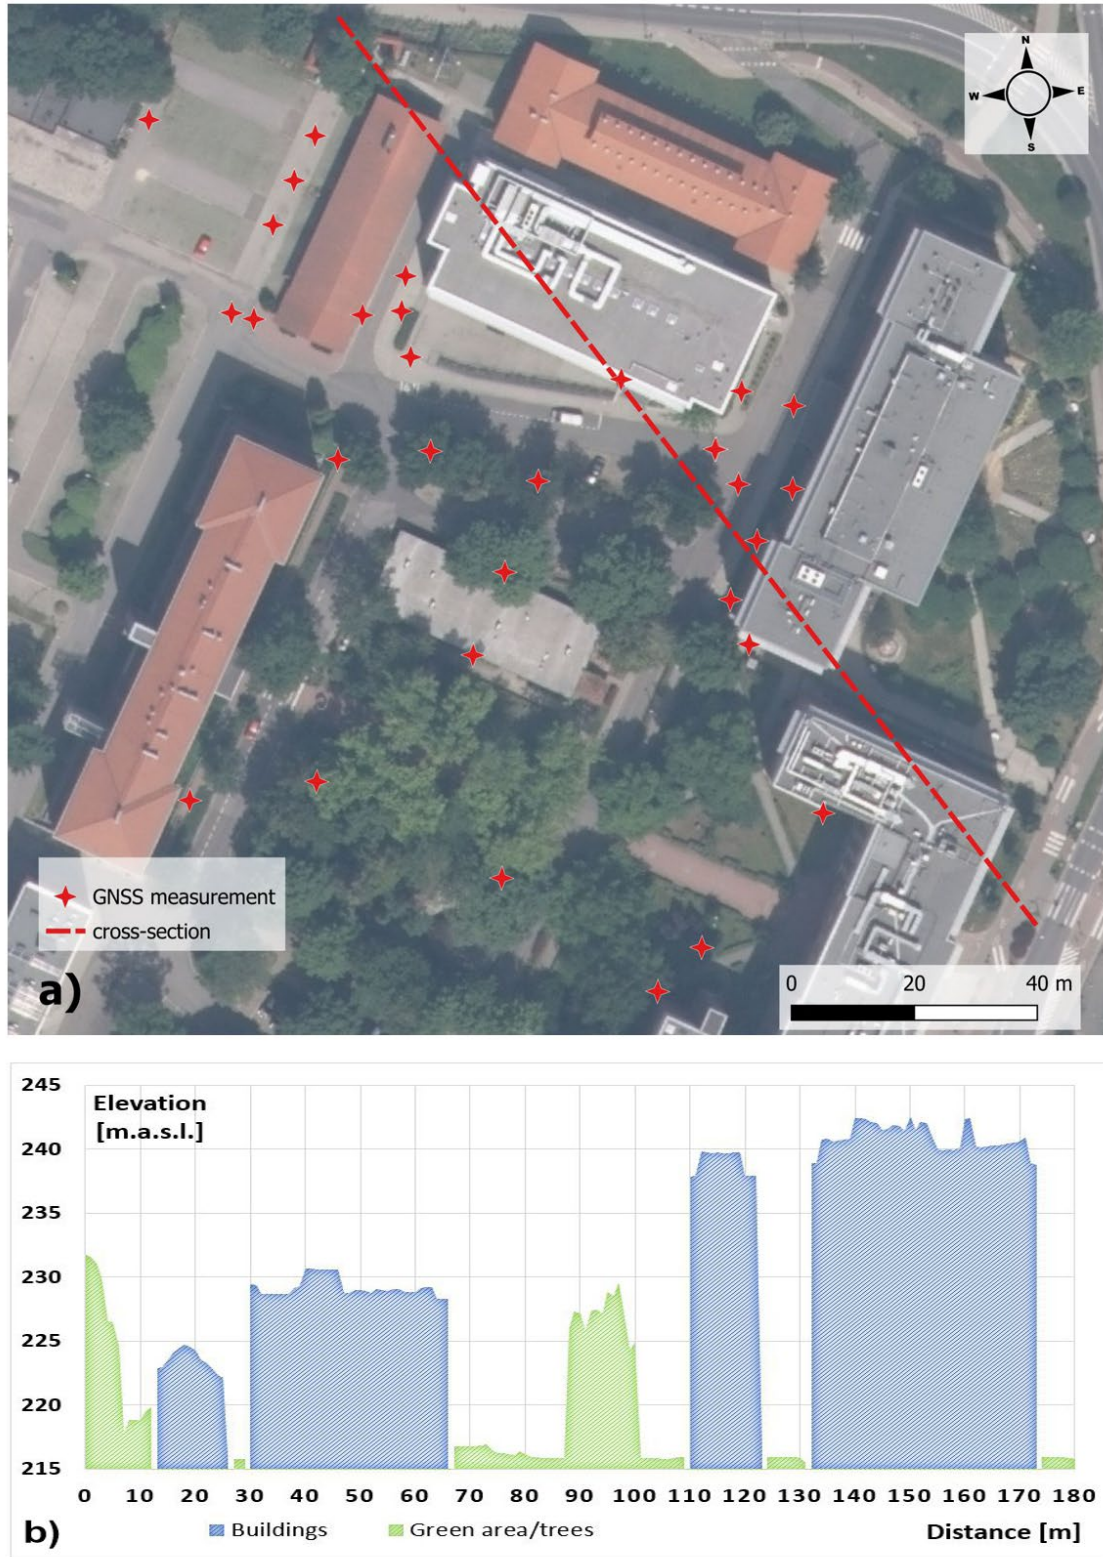 N
W E
S
GNSS measurement
cross-section
a)
0 20 40 m
245
Elevation
[m.a.s.l.]
240
235
230
225
220
215
0 10 20 30 40 50 60 70 80 90 100 110 120 130 140 150 160 170 180
b) Buildings Green area/trees Distance [m]